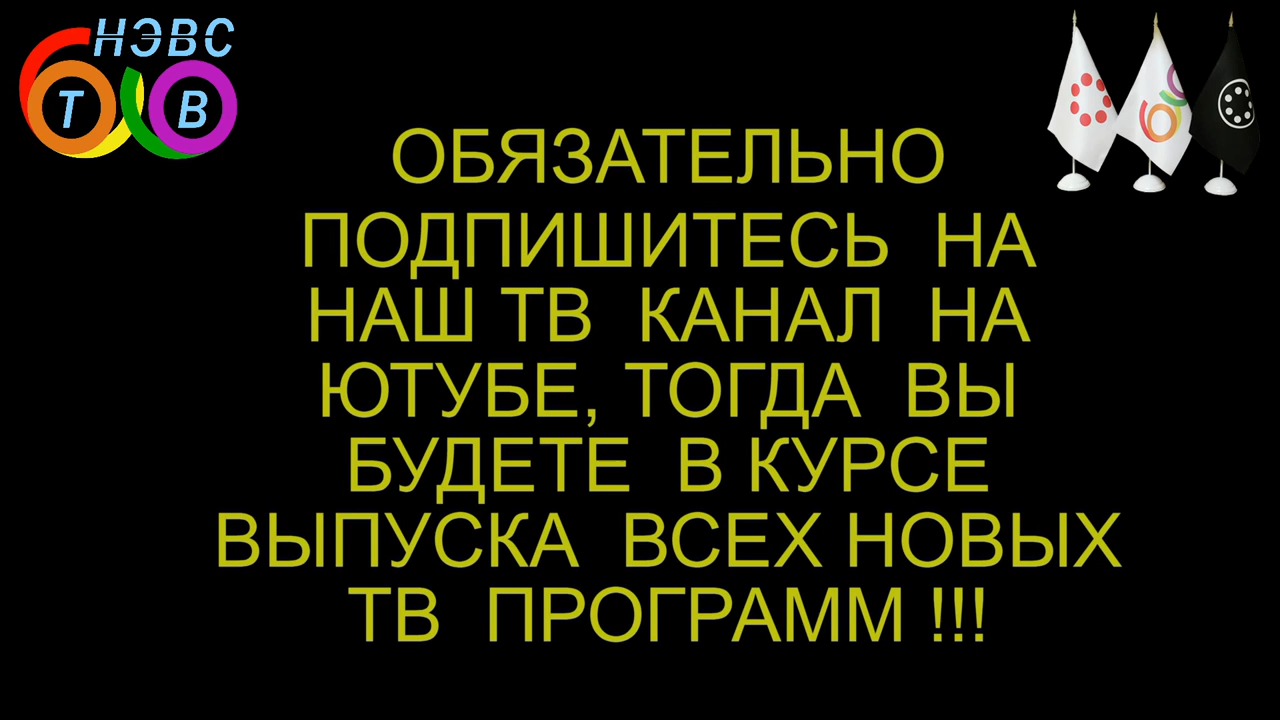 НЭВС
Т В
ОБЯЗАТЕЛЬНО
ПОДПИШИТЕСЬ НА
НАШ ТВ КАНАЛ НА
ЮТУБЕ, ТОГДА ВЫ
БУДЕТЕ В КУРСЕ
ВЫПУСКА ВСЕХ НОВЫХ
ТВ ПРОГРАММ !!!